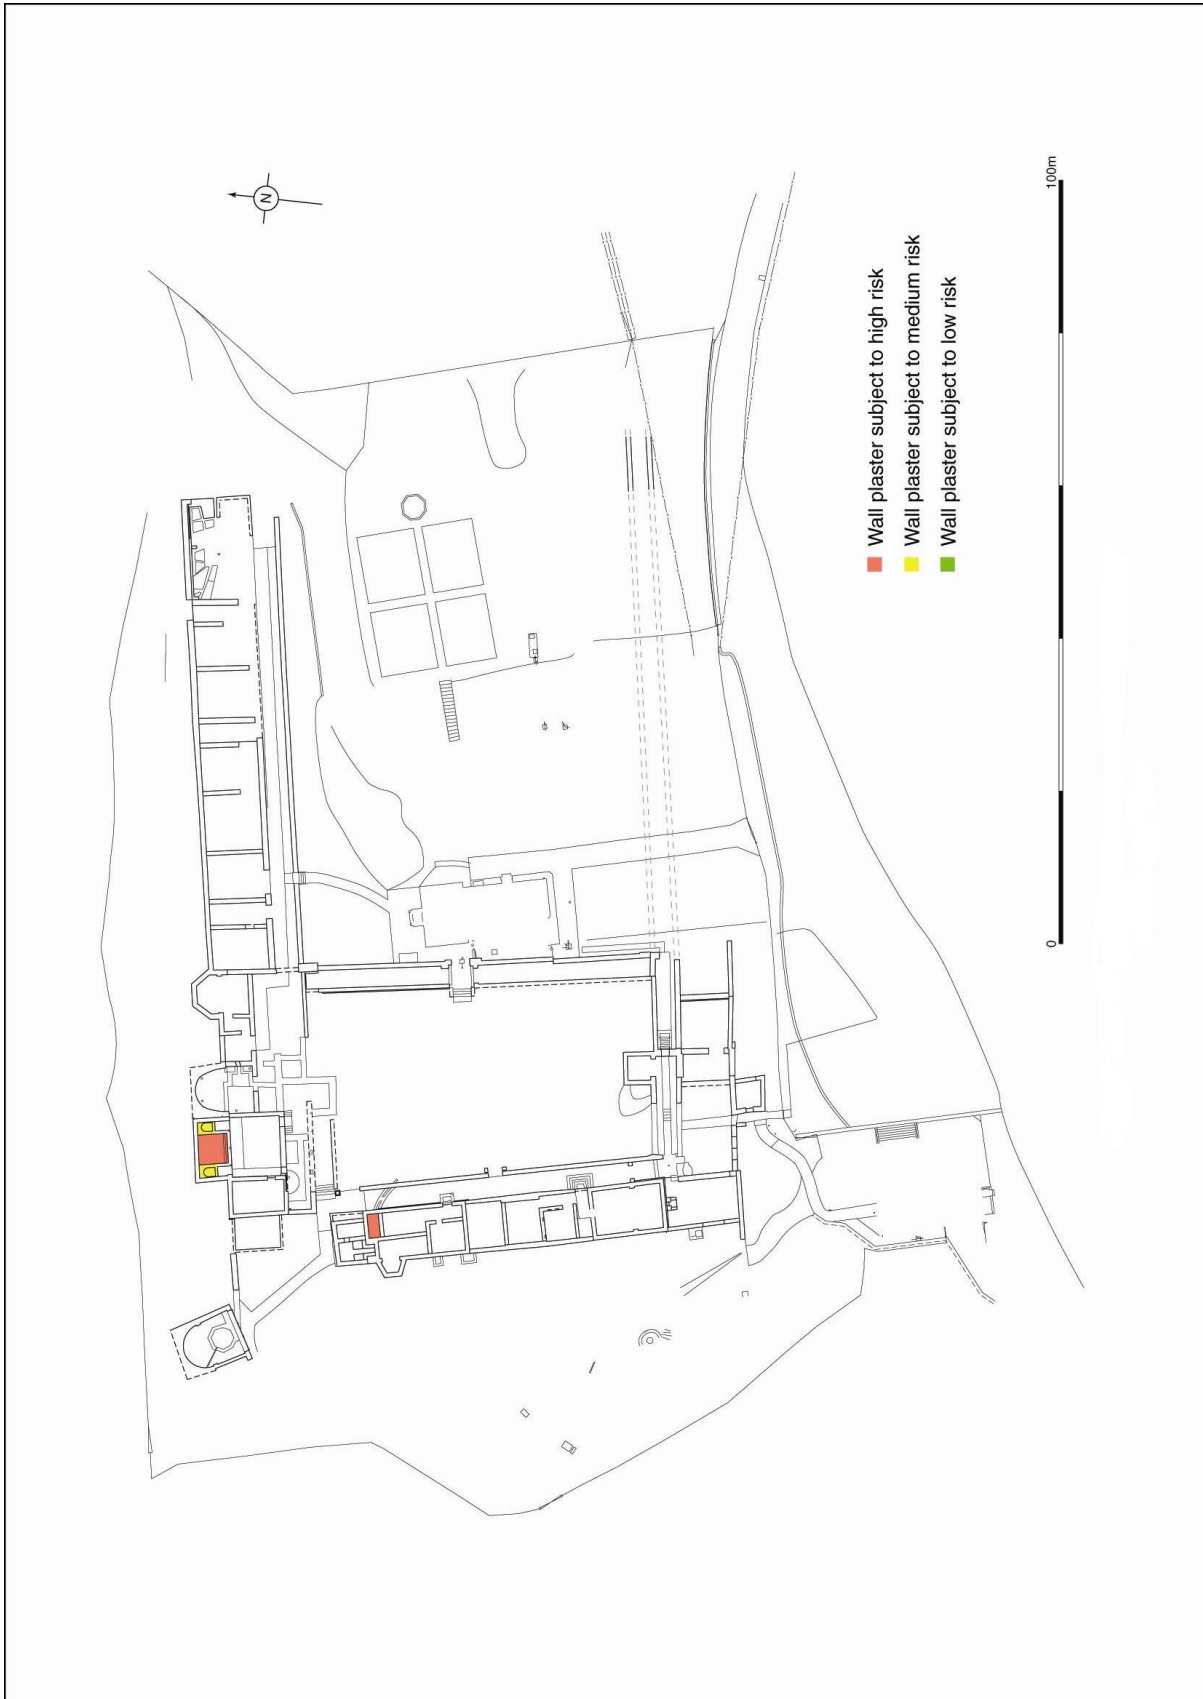 N
Wall plaster subject to high risk
Wall plaster subject to medium risk
Wall plaster subject to low risk
0
100m